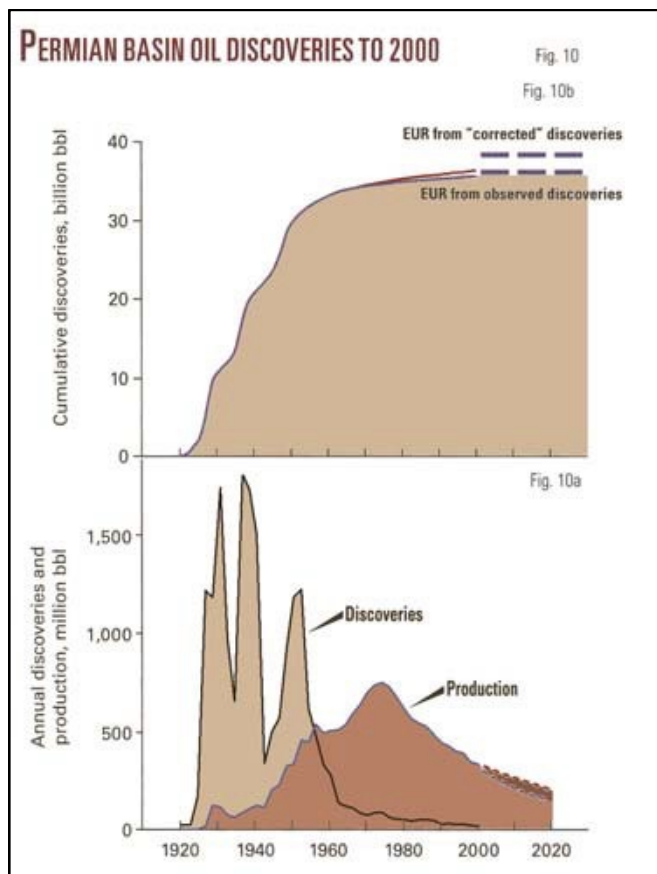 PERMIAN BASIN OIL DISCOVERIES TO 2000
Fig. 10
Fig. 10b
EUR from "corrected" discoveries
EUR from observed discoveries
Cumulative discoveries, billion bbl
40
30
20
10
0
Fig. 10a
Annual discoveries and
production, million bbl
1,500
1,000
500
0
Discoveries
Production
1920 1940 1960 1980 2000 2020